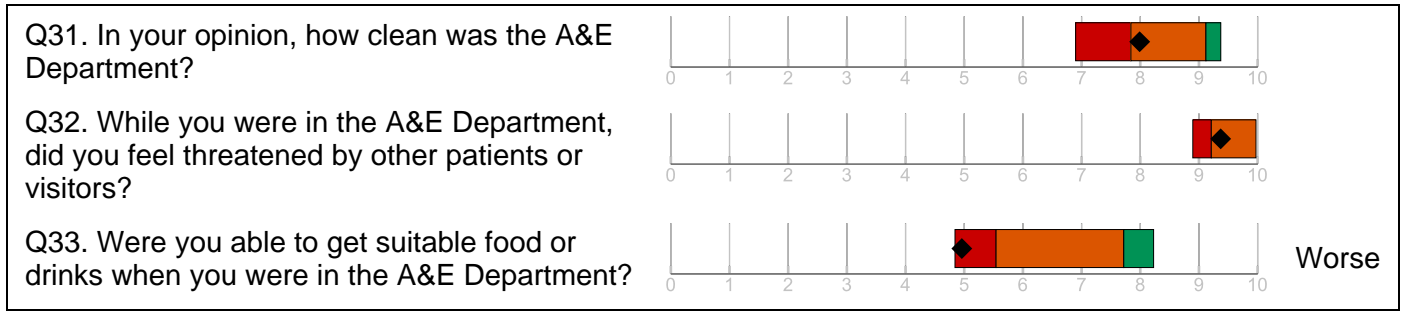 Q31. In your opinion, how clean was the A&E
Department?
0 1 2 3 4 5 6 7 8 9 10
Q32. While you were in the A&E Department,
did you feel threatened by other patients or
visitors?
0 1 2 3 4 5 6 7 8 9 10
Q33. Were you able to get suitable food or
drinks when you were in the A&E Department?
0 1 2 3 4 5 6 7 8 9 10
Worse